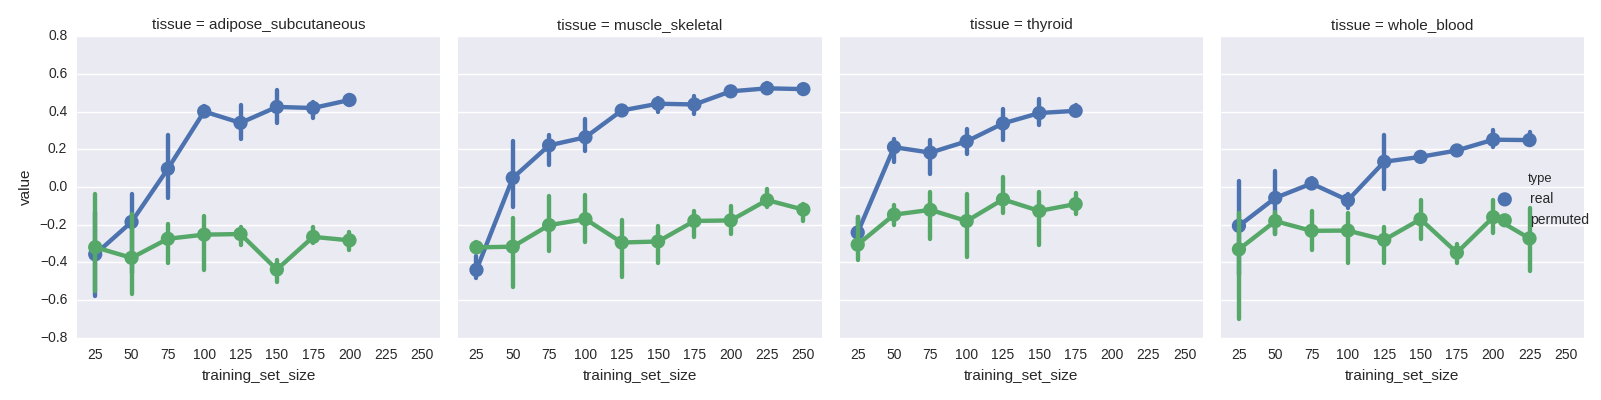 tissue = adipose_subcutaneous
tissue = muscle_skeletal
tissue = thyroid
tissue = whole_blood
value
0.8
0.6
0.4
0.2
0.0
−0.2
−0.4
−0.6
−0.8
type
real
permuted
25 50 75 100 125 150 175 200 225 250
25 50 75 100 125 150 175 200 225 250
25 50 75 100 125 150 175 200 225 250
25 50 75 100 125 150 175 200 225 250
training_set_size
training_set_size
training_set_size
training_set_size